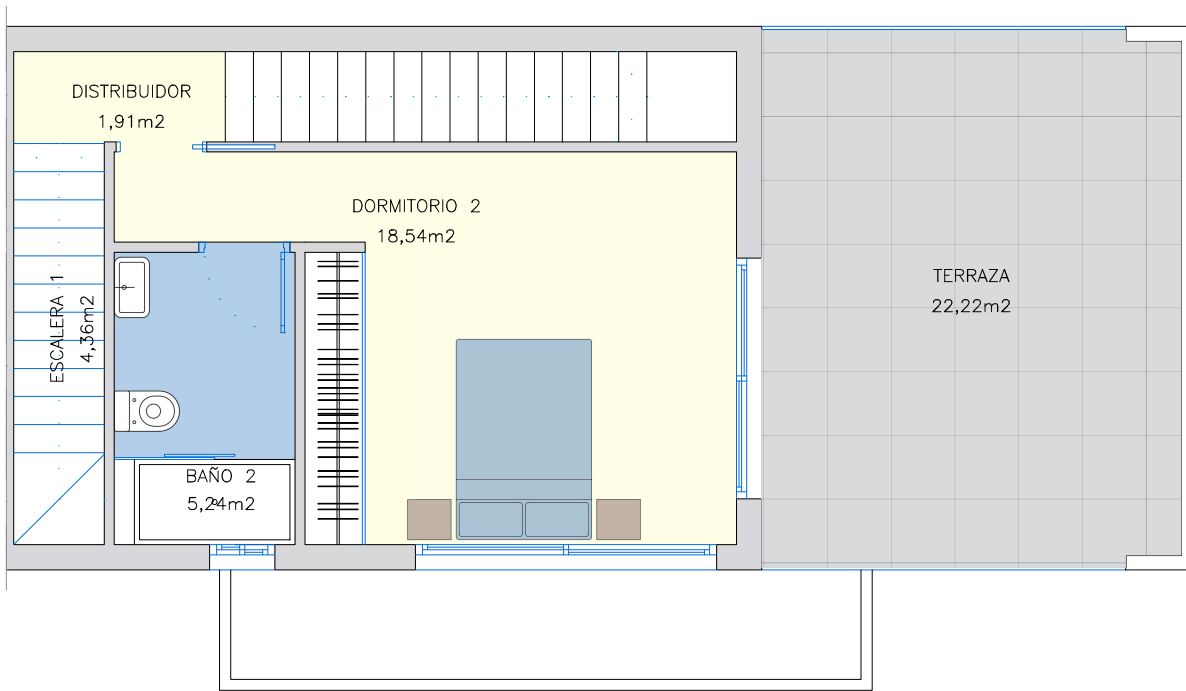 DISTRIBUIDOR
1,91m2
DORMITORIO 2
18,54m2
TERRAZA
22,22m2
ESCALERA 1
4,36m2
BAÑO 2
5,24m2